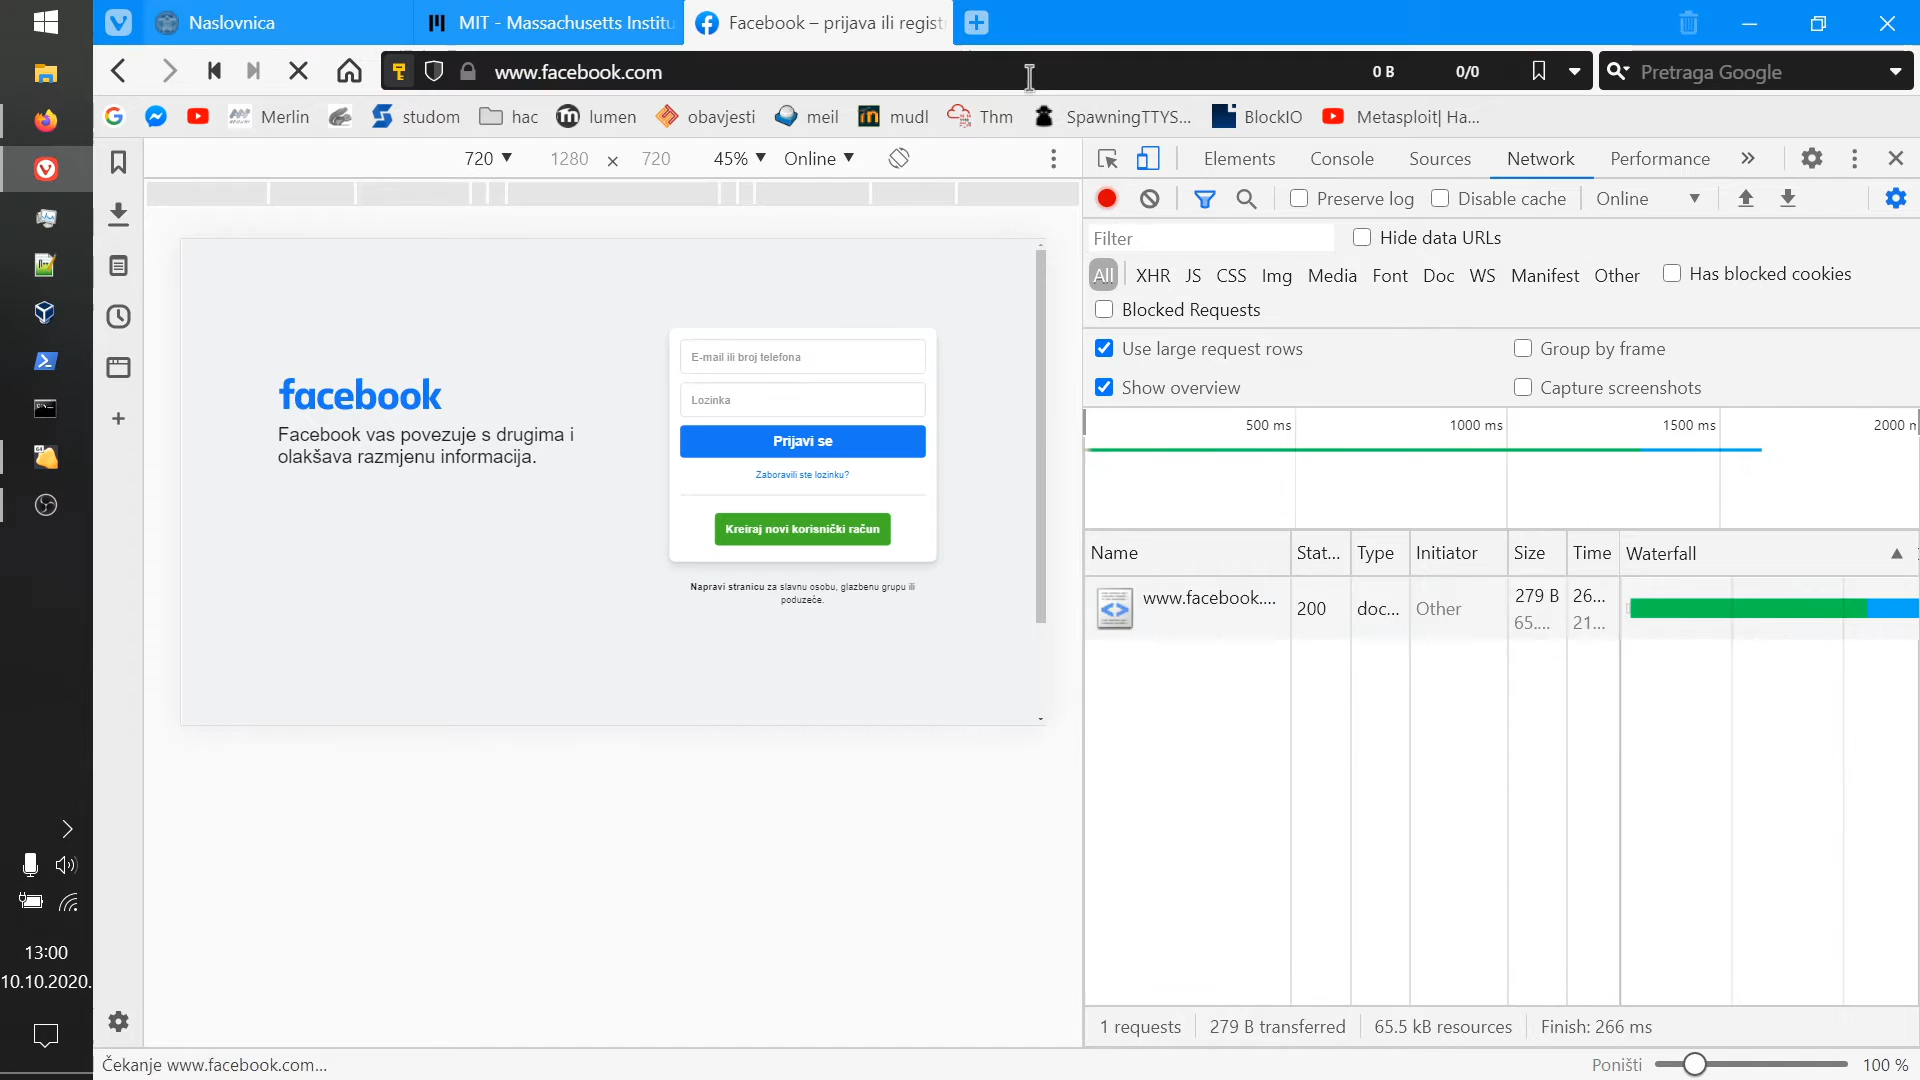 Naslovnica
MIT - Massachusetts Institu
Facebook – prijava ili registr
www.facebook.com
0 B
0/0
Pretraga Google
Merlin
studom
hac
lumen
obavjesti
meil
mudl
Thm
SpawningTTYS...
BlockIO
Metasploit| Ha...
720
1280 × 720
45%
Online
Elements
Console
Sources
Network
Performance
Preserve log
Disable cache
Online
Filter
Hide data URLs
All
XHR
JS
CSS
Img
Media
Font
Doc
WS
Manifest
Other
Has blocked cookies
Blocked Requests
Use large request rows
Group by frame
Show overview
Capture screenshots
500 ms
1000 ms
1500 ms
2000 n
Name
Stat...
Type
Initiator
Size
Time
Waterfall
www.facebook....
200
doc...
Other
279 B
26...
65....
21...
1 requests
279 B transferred
65.5 kB resources
Finish: 266 ms
facebook
Facebook vas povezuje s drugima i
olakšava razmjenu informacija.
E-mail ili broj telefona
Lozinka
Prijavi se
Zaboravili ste lozinku?
Kreiraj novi korisnički račun
Napravi stranicu za slavnu osobu, glazbenu grupu ili
poduzeće.
13:00
10.10.2020.
Čekanje www.facebook.com...
Poništi
100 %